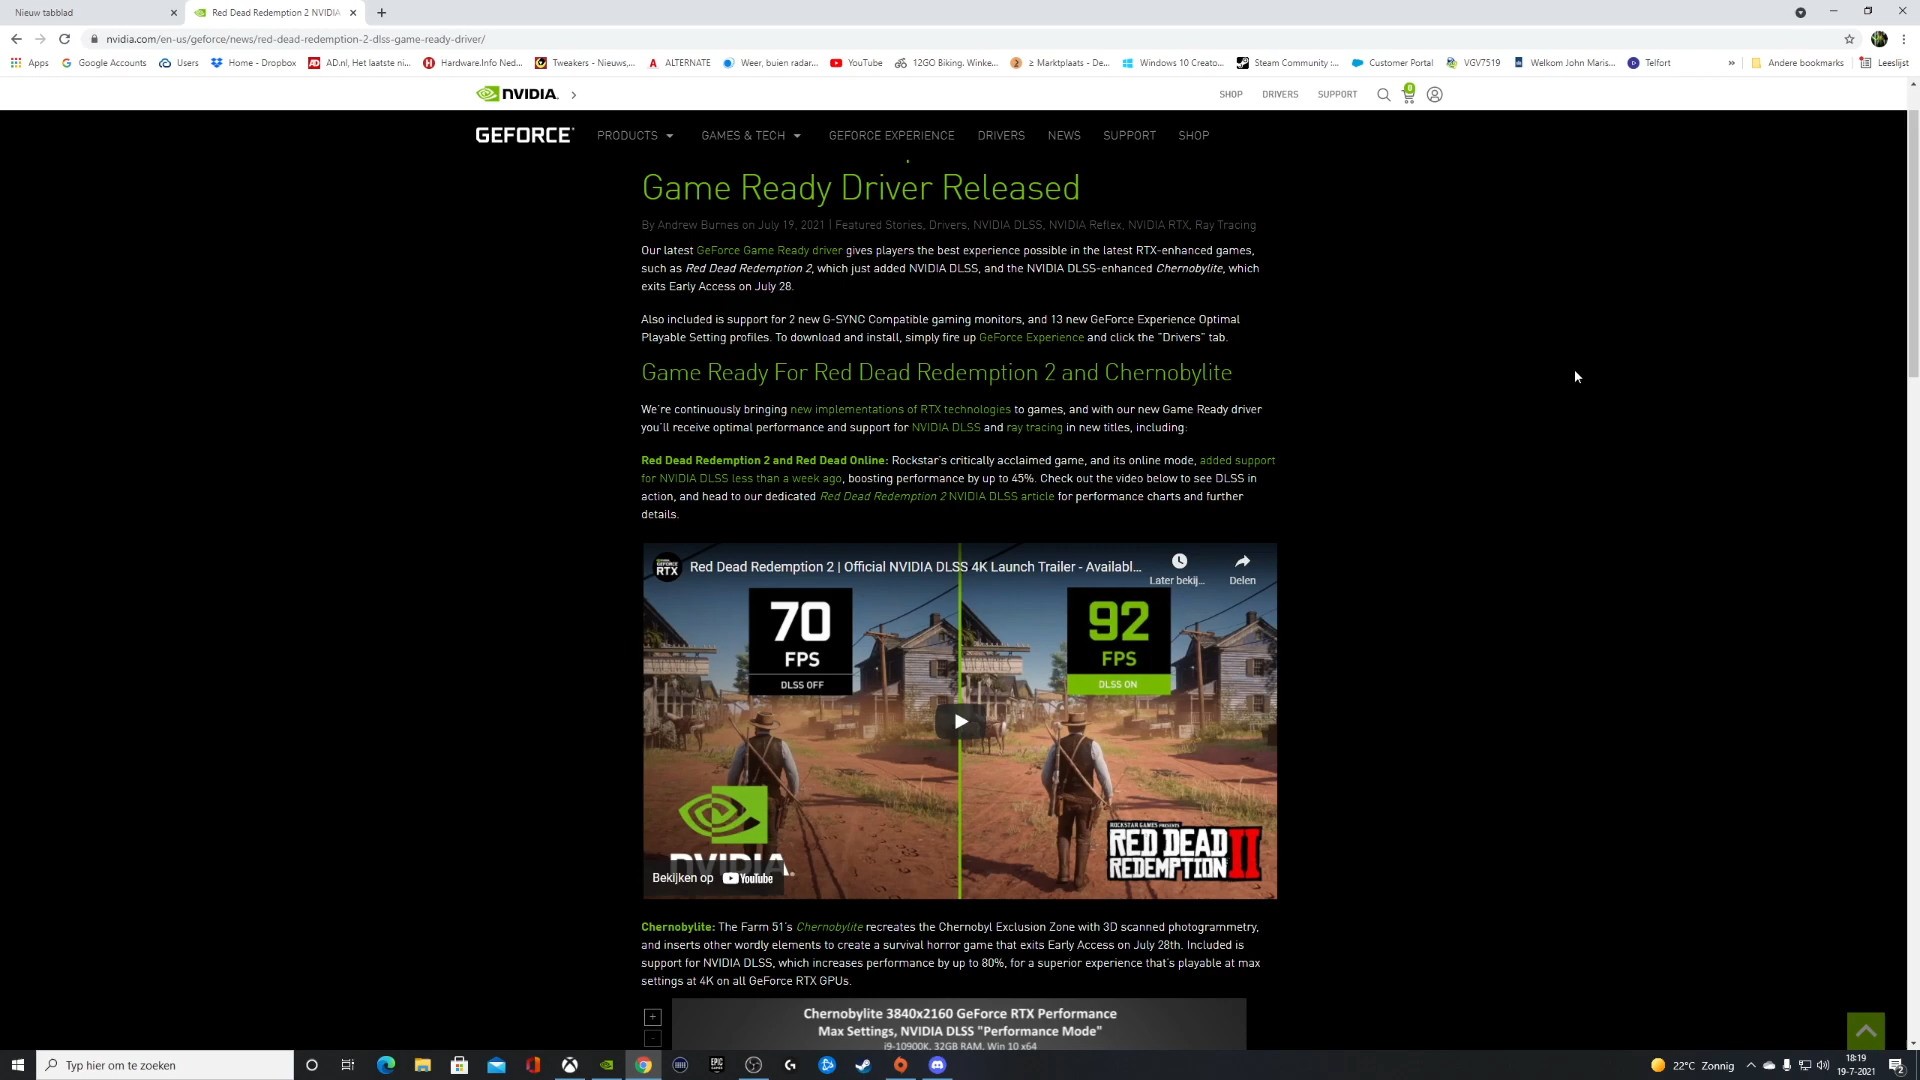 Nieuw tabblad
Red Dead Redemption 2 NVIDIA
nvidia.com/en-us/geforce/news/red-dead-redemption-2-dlss-game-ready-driver/
Apps Google Accounts Users Home - Dropbox AD.nl, Het laatste ni... Hardware.Info Ned... Tweakers - Nieuws,... ALTERNATE Weer, buien radar... YouTube 12GO Biking. Winke... ≥ Marktplaats - De... Windows 10 Creato... Steam Community :... Customer Portal VGV7519 Welkom John Maris... Telfort » Andere bookmarks Leeslijst
NVIDIA.
SHOP DRIVERS SUPPORT 0
GEFORCE PRODUCTS GAMES & TECH GEFORCE EXPERIENCE DRIVERS NEWS SUPPORT SHOP
Game Ready Driver Released
By Andrew Burnes on July 19, 2021 | Featured Stories, Drivers, NVIDIA DLSS, NVIDIA Reflex, NVIDIA RTX, Ray Tracing
Our latest GeForce Game Ready driver gives players the best experience possible in the latest RTX-enhanced games,
such as Red Dead Redemption 2, which just added NVIDIA DLSS, and the NVIDIA DLSS-enhanced Chernobylite, which
exits Early Access on July 28.
Also included is support for 2 new G-SYNC Compatible gaming monitors, and 13 new GeForce Experience Optimal
Playable Setting profiles. To download and install, simply fire up GeForce Experience and click the "Drivers" tab.
Game Ready For Red Dead Redemption 2 and Chernobylite
We're continuously bringing new implementations of RTX technologies to games, and with our new Game Ready driver
you'll receive optimal performance and support for NVIDIA DLSS and ray tracing in new titles, including:
Red Dead Redemption 2 and Red Dead Online: Rockstar's critically acclaimed game, and its online mode, added support
for NVIDIA DLSS less than a week ago, boosting performance by up to 45%. Check out the video below to see DLSS in
action, and head to our dedicated Red Dead Redemption 2 NVIDIA DLSS article for performance charts and further
details.
GEFORCE
RTX
Red Dead Redemption 2 | Official NVIDIA DLSS 4K Launch Trailer - Availabl...
Later bekij... Delen
70
FPS
DLSS OFF
92
FPS
DLSS ON
NVIDIA.
ROCKSTAR GAMES PRESENTS
RED DEAD
REDEMPTION II
Bekijken op YouTube
Chernobylite: The Farm 51's Chernobylite recreates the Chernobyl Exclusion Zone with 3D scanned photogrammetry,
and inserts other wordly elements to create a survival horror game that exits Early Access on July 28th. Included is
support for NVIDIA DLSS, which increases performance by up to 80%, for a superior experience that's playable at max
settings at 4K on all GeForce RTX GPUs.
Chernobylite 3840x2160 GeForce RTX Performance
Max Settings, NVIDIA DLSS "Performance Mode"
i9-10900K, 32GB RAM, Win 10 x64
Typ hier om te zoeken
22°C Zonnig
18:19
19-7-2021
2